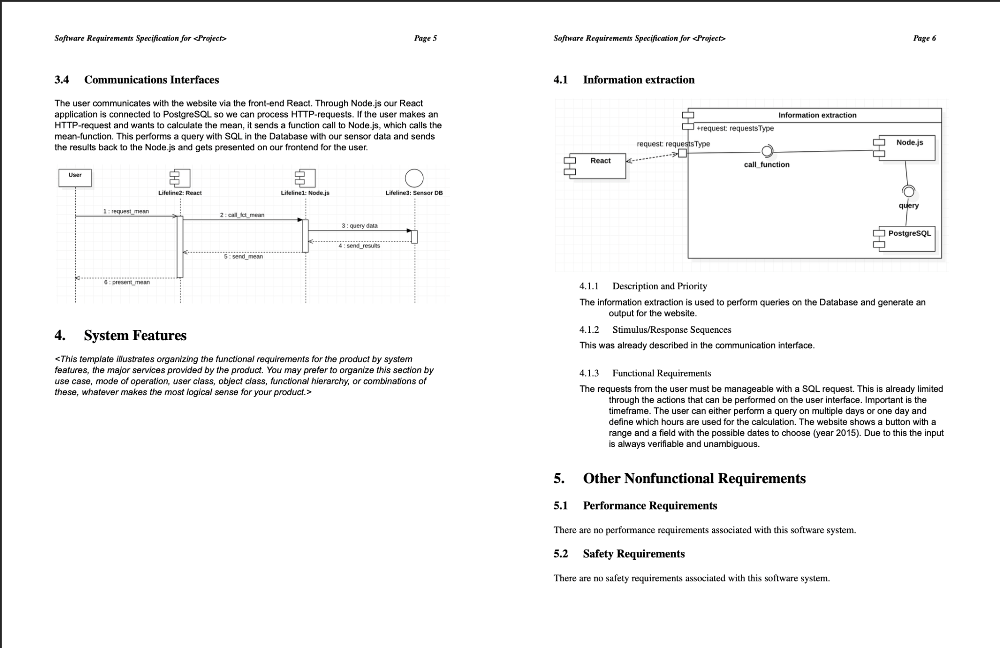 Software Requirements Specification for <Project> Page 5
3.4 Communications Interfaces
The user communicates with the website via the front-end React. Through Node.js our React
application is connected to PostgreSQL so we can process HTTP-requests. If the user makes an
HTTP-request and wants to calculate the mean, it sends a function call to Node.js, which calls the
mean-function. This performs a query with SQL in the Database with our sensor data and sends
the results back to the Node.js and gets presented on our frontend for the user.
User
Lifeline2: React
Lifeline1: Node.js
Lifeline3: Sensor DB
1 : request_mean
2 : call_fct_mean
3 : query data
4 : send_results
5 : send_mean
6 : present_mean
4. System Features
<This template illustrates organizing the functional requirements for the product by system
features, the major services provided by the product. You may prefer to organize this section by
use case, mode of operation, user class, object class, functional hierarchy, or combinations of
these, whatever makes the most logical sense for your product.>
Software Requirements Specification for <Project> Page 6
4.1 Information extraction
Information extraction
+request: requestsType
request: requestsType
React
call_function
Node.js
query
PostgreSQL
4.1.1 Description and Priority
The information extraction is used to perform queries on the Database and generate an
output for the website.
4.1.2 Stimulus/Response Sequences
This was already described in the communication interface.
4.1.3 Functional Requirements
The requests from the user must be manageable with a SQL request. This is already limited
through the actions that can be performed on the user interface. Important is the
timeframe. The user can either perform a query on multiple days or one day and
define which hours are used for the calculation. The website shows a button with a
range and a field with the possible dates to choose (year 2015). Due to this the input
is always verifiable and unambiguous.
5. Other Nonfunctional Requirements
5.1 Performance Requirements
There are no performance requirements associated with this software system.
5.2 Safety Requirements
There are no safety requirements associated with this software system.